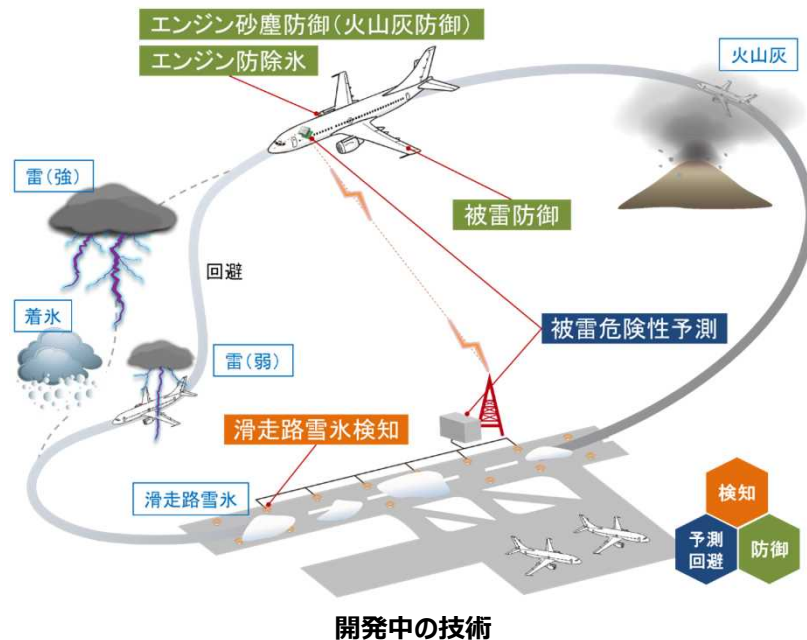 エンジン砂塵防御(火山灰防御)
エンジン防除氷
火山灰
雷(強)
被雷防御
回避
着氷
被雷危険性予測
雷(弱)
滑走路雪氷検知
滑走路雪氷
検知
予測
回避
防御
開発中の技術